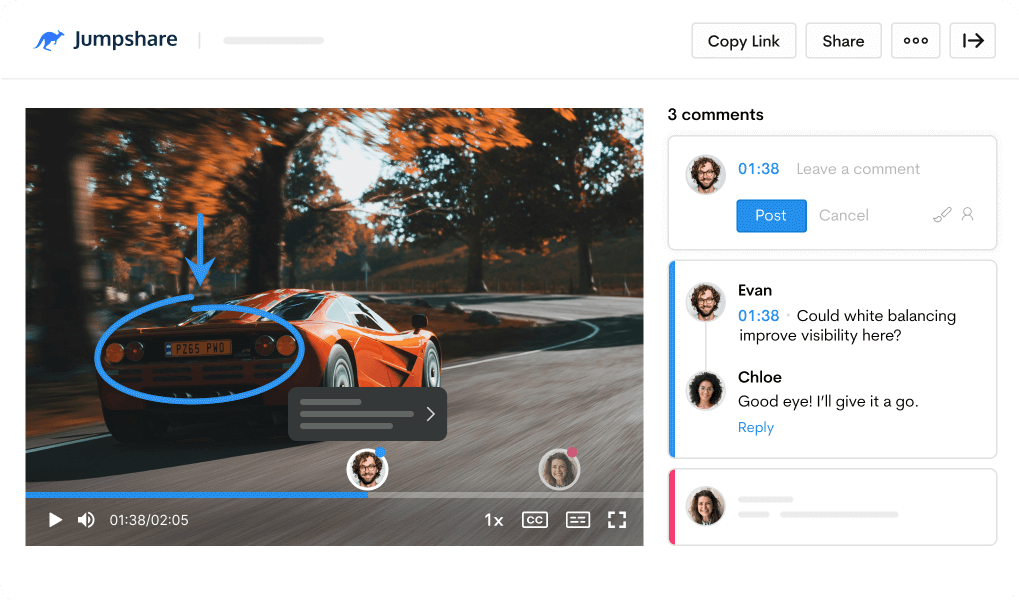 Jumpshare
Copy Link
Share
3 comments
01:38 Leave a comment
Post
Cancel
Evan
01:38 · Could white balancing
improve visibility here?
Chloe
Good eye! I'll give it a go.
Reply
PZ65 PWO
01:38/02:05
1x
CC